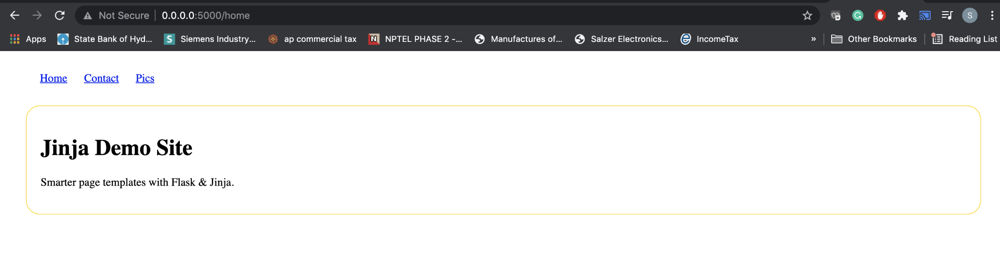 Not Secure 0.0.0.0:5000/home S
Apps State Bank of Hyd... S Siemens Industry... ap commercial tax N NPTEL PHASE 2 -... Manufactures of... Salzer Electronics... e IncomeTax » Other Bookmarks Reading List
Home Contact Pics
Jinja Demo Site
Smarter page templates with Flask & Jinja.